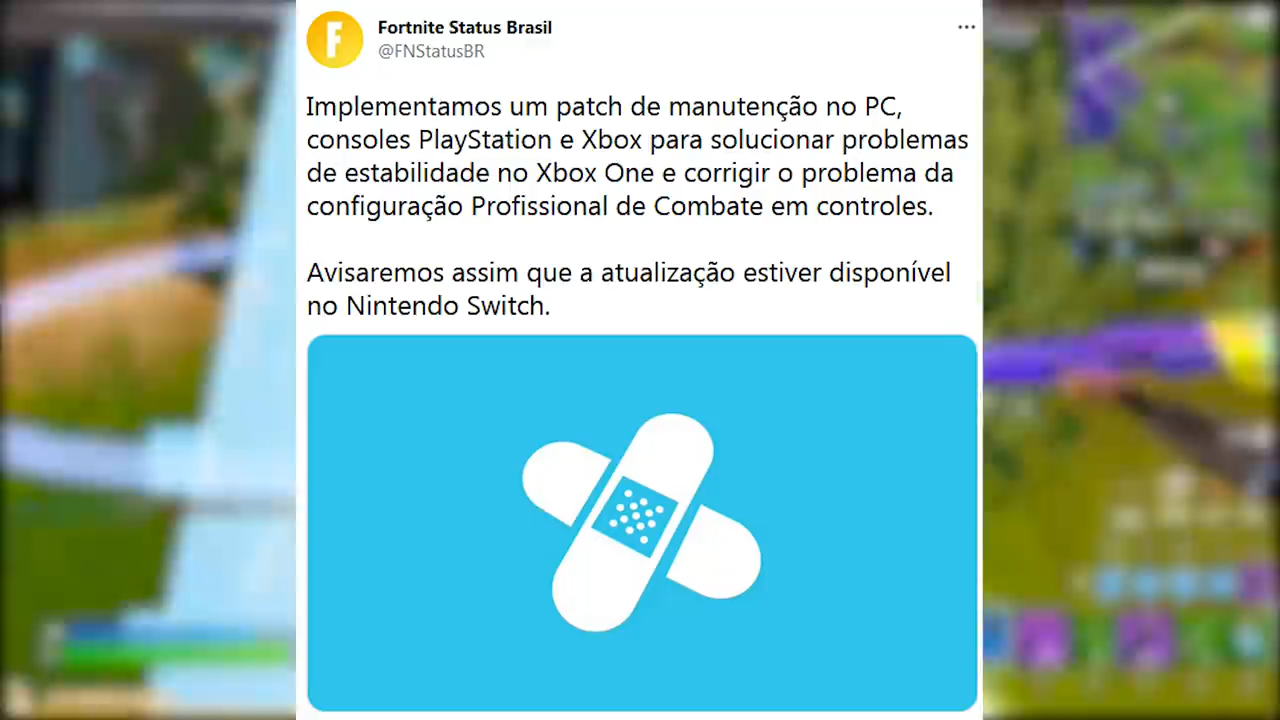 Fortnite Status Brasil
@FNStatusBR
Implementamos um patch de manutenção no PC,
consoles PlayStation e Xbox para solucionar problemas
de estabilidade no Xbox One e corrigir o problema da
configuração Profissional de Combate em controles.
Avisaremos assim que a atualização estiver disponível
no Nintendo Switch.